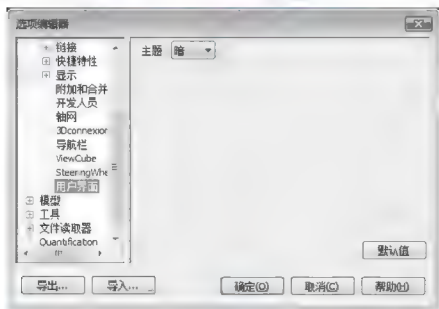 选项编辑器
链接
快捷特性
显示
附加和合并
开发人员
轴网
3Dconnexion
导航栏
ViewCube
SteeringWhe
用户界面
模型
工具
文件读取器
Quantification
主题 暗
默认值
导出... 导入... 确定(O) 取消(C) 帮助(H)